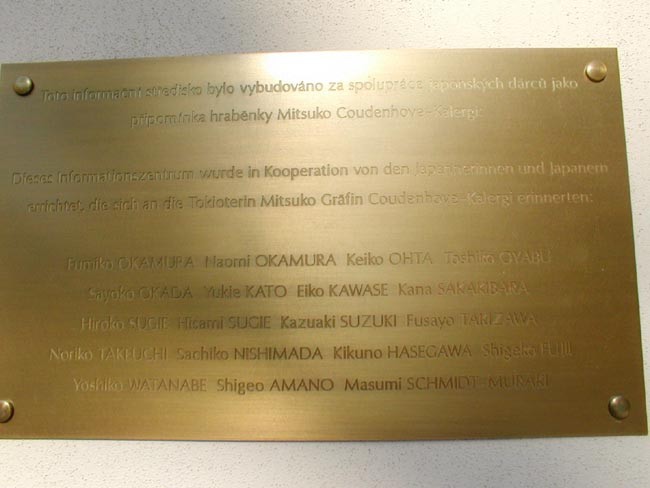 Toto informační středisko bylo vybudováno za spolupráce japonských dárců jako
připomínka hraběnky Mitsuko Coudenhove-Kalergi:
Dieses Informationszentrum wurde in Kooperation von den Japanerinnen und Japanern
errichtet, die sich an die Tokioterin Mitsuko Gräfin Coudenhove-Kalergi erinnerten:
Fumiko OKAMURA Naomi OKAMURA Keiko OHTA Toshiko OYABU
Sayoko OKADA Yukie KATO Eiko KAWASE Kana SAKAKIBARA
Hiroko SUGIE Hitami SUGIE Kazuaki SUZUKI Fusayo TAKIZAWA
Noriko TAKEUCHI Sachiko NISHIMADA Kikuno HASEGAWA Shigeko FUJII
Yoshiko WATANABE Shigeo AMANO Masumi SCHMIDT-MURAKI